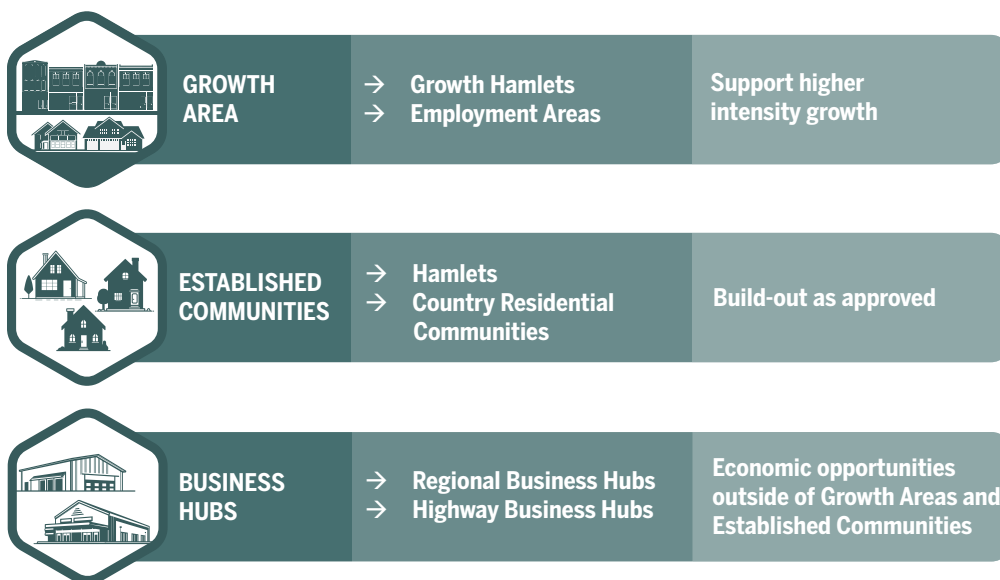 GROWTH
AREA
→ Growth Hamlets
→ Employment Areas
Support higher
intensity growth
ESTABLISHED
COMMUNITIES
→ Hamlets
→ Country Residential
Communities
Build-out as approved
BUSINESS
HUBS
→ Regional Business Hubs
→ Highway Business Hubs
Economic opportunities
outside of Growth Areas and
Established Communities